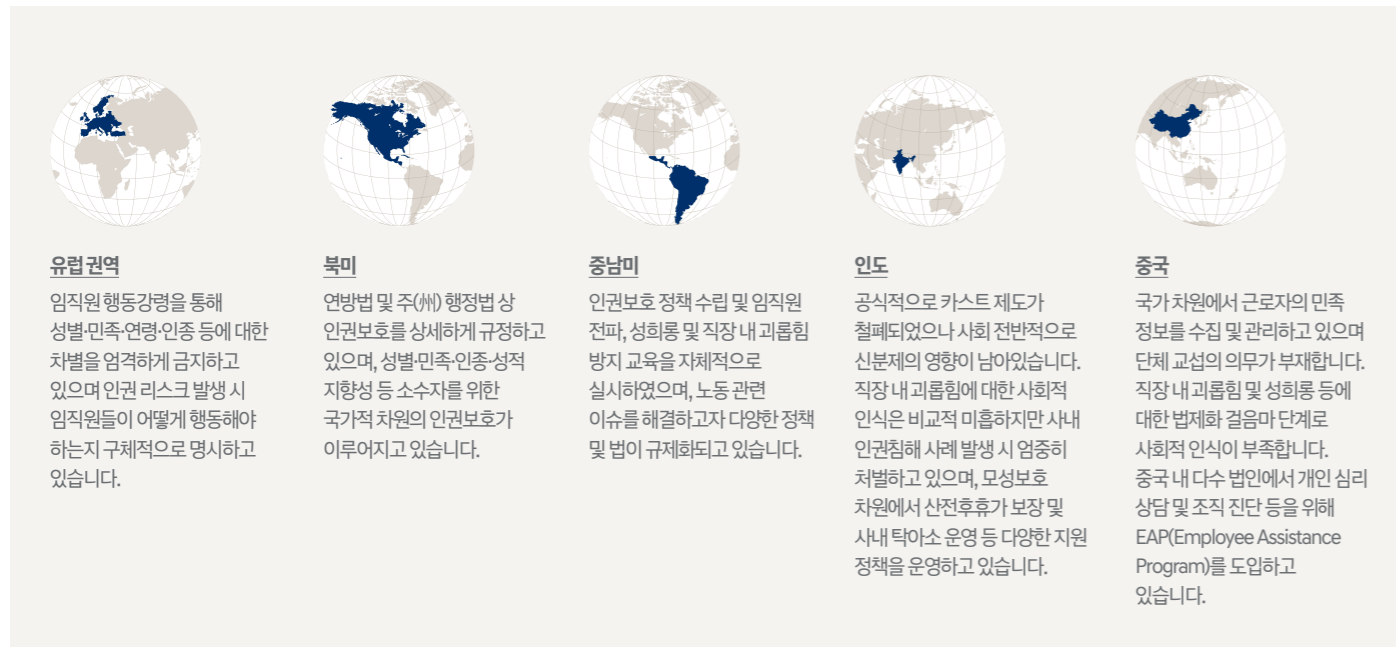 유럽 권역
임직원 행동강령을 통해
성별·민족·연령·인종 등에 대한
차별을 엄격하게 금지하고
있으며 인권 리스크 발생 시
임직원들이 어떻게 행동해야
하는지 구체적으로 명시하고
있습니다.
북미
연방법 및 주(州) 행정법 상
인권보호를 상세하게 규정하고
있으며, 성별·민족·인종·성적
지향성 등 소수자를 위한
국가적 차원의 인권보호가
이루어지고 있습니다.
중남미
인권보호 정책 수립 및 임직원
전파, 성희롱 및 직장 내 괴롭힘
방지 교육을 자체적으로
실시하였으며, 노동 관련
이슈를 해결하고자 다양한 정책
및 법이 규제화되고 있습니다.
인도
공식적으로 카스트 제도가
철폐되었으나 사회 전반적으로
신분제의 영향이 남아있습니다.
직장 내 괴롭힘에 대한 사회적
인식은 비교적 미흡하지만 사내
인권침해 사례 발생 시 엄중히
처벌하고 있으며, 모성보호
차원에서 산전후휴가 보장 및
사내 탁아소 운영 등 다양한 지원
정책을 운영하고 있습니다.
중국
국가 차원에서 근로자의 민족
정보를 수집 및 관리하고 있으며
단체 교섭의 의무가 부재합니다.
직장 내 괴롭힘 및 성희롱 등에
대한 법제화 걸음마 단계로
사회적 인식이 부족합니다.
중국 내 다수 법인에서 개인 심리
상담 및 조직 진단 등을 위해
EAP(Employee Assistance
Program)를 도입하고
있습니다.